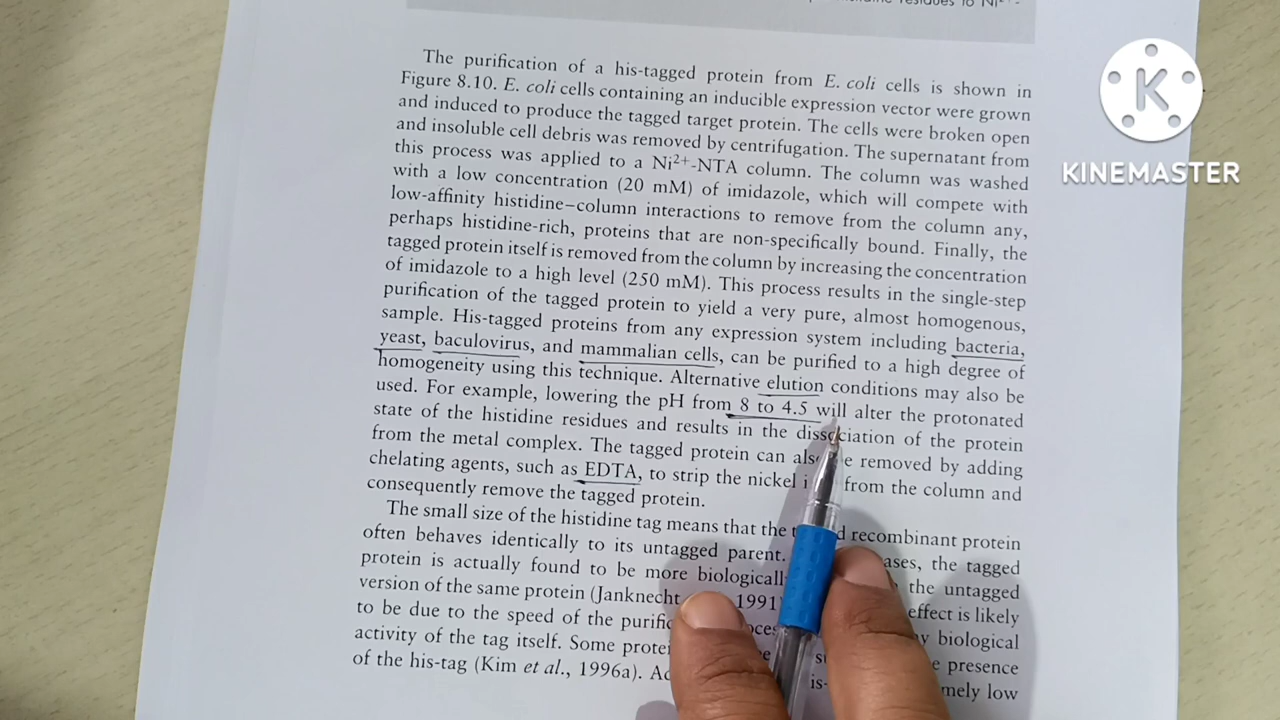 residues to Ni²⁺-
The purification of a his-tagged protein from E. coli cells is shown in
Figure 8.10. E. coli cells containing an inducible expression vector were grown
and induced to produce the tagged target protein. The cells were broken open
and insoluble cell debris was removed by centrifugation. The supernatant from
this process was applied to a Ni²⁺-NTA column. The column was washed
with a low concentration (20 mM) of imidazole, which will compete with
low-affinity histidine–column interactions to remove from the column any,
perhaps histidine-rich, proteins that are non-specifically bound. Finally, the
tagged protein itself is removed from the column by increasing the concentration
of imidazole to a high level (250 mM). This process results in the single-step
purification of the tagged protein to yield a very pure, almost homogenous,
sample. His-tagged proteins from any expression system including bacteria,
yeast, baculovirus, and mammalian cells, can be purified to a high degree of
homogeneity using this technique. Alternative elution conditions may also be
used. For example, lowering the pH from 8 to 4.5 will alter the protonated
state of the histidine residues and results in the dissociation of the protein
from the metal complex. The tagged protein can also be removed by adding
chelating agents, such as EDTA, to strip the nickel from the column and
consequently remove the tagged protein.
The small size of the histidine tag means that the recombinant protein
often behaves identically to its untagged parent. the tagged
protein is actually found to be more the untagged
version of the same protein (Janknecht 1991 effect is likely
to be due to the speed of the biological
activity of the tag itself. Some presence
of the his-tag (Kim et al., 1996a). low
K
KINEMASTER